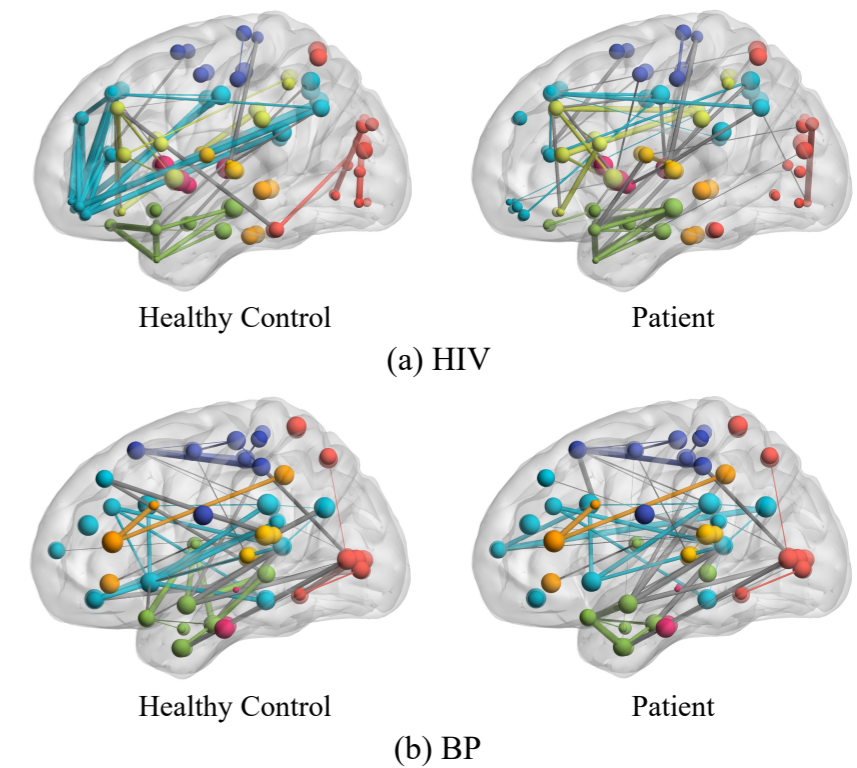 Healthy Control
Patient
(a) HIV
Healthy Control
Patient
(b) BP